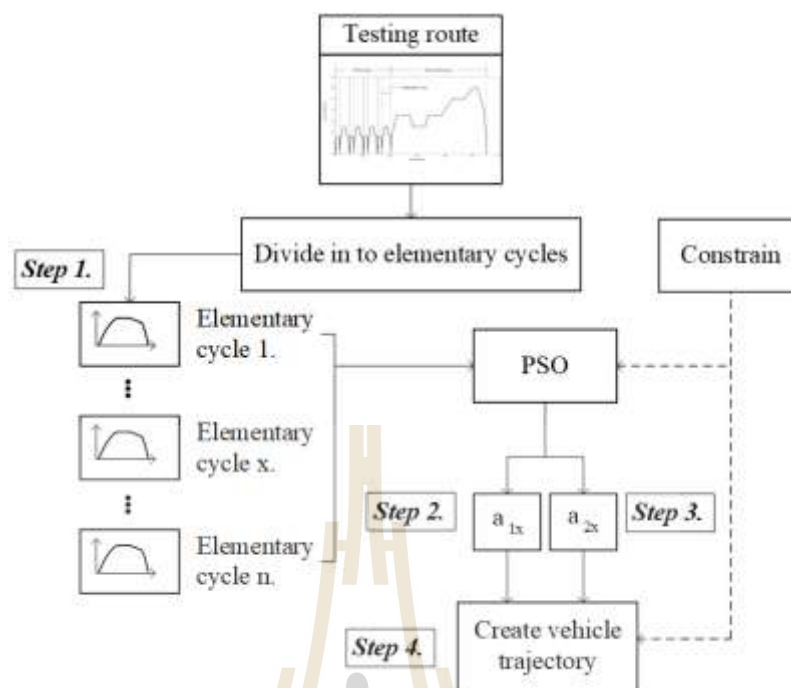 Testing route
Divide in to elementary cycles
Constrain
Step 1.
Elementary
cycle 1.
PSO
Elementary
cycle x.
Step 2.
a 1x
a 2x
Step 3.
Elementary
cycle n.
Step 4.
Create vehicle
trajectory